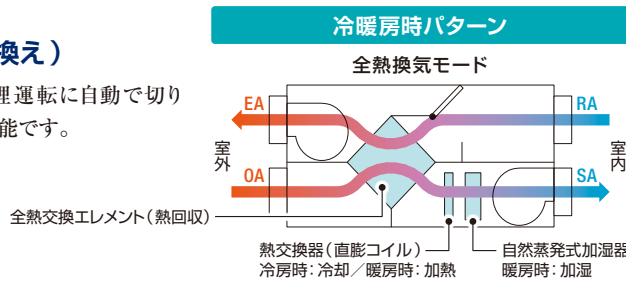 冷暖房時パターン
換え）
理運転に自動で切り
能です。
全熱換気モード
EA
RA
室外
室内
OA
SA
全熱交換エレメント（熱回収）
熱交換器（直膨コイル）
冷房時：冷却／暖房時：加熱
自然蒸発式加湿器
暖房時：加湿